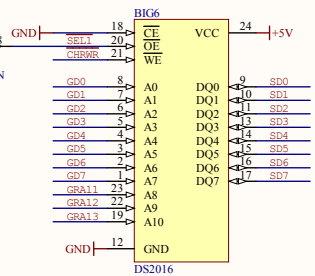 BIG6
GND 18 CE VCC 24 +5V
8 SEL1 20 OE
CHRWR 21 WE
N
GD0 8 A0 DQ0 9 SD0
GD1 7 A1 DQ1 10 SD1
GD2 6 A2 DQ2 11 SD2
GD3 5 A3 DQ3 13 SD3
GD4 4 A4 DQ4 14 SD4
GD5 3 A5 DQ5 15 SD5
GD6 2 A6 DQ6 16 SD6
GD7 1 A7 DQ7 17 SD7
GRA11 23 A8
GRA12 22 A9
GRA13 19 A10
GND 12 GND
DS2016